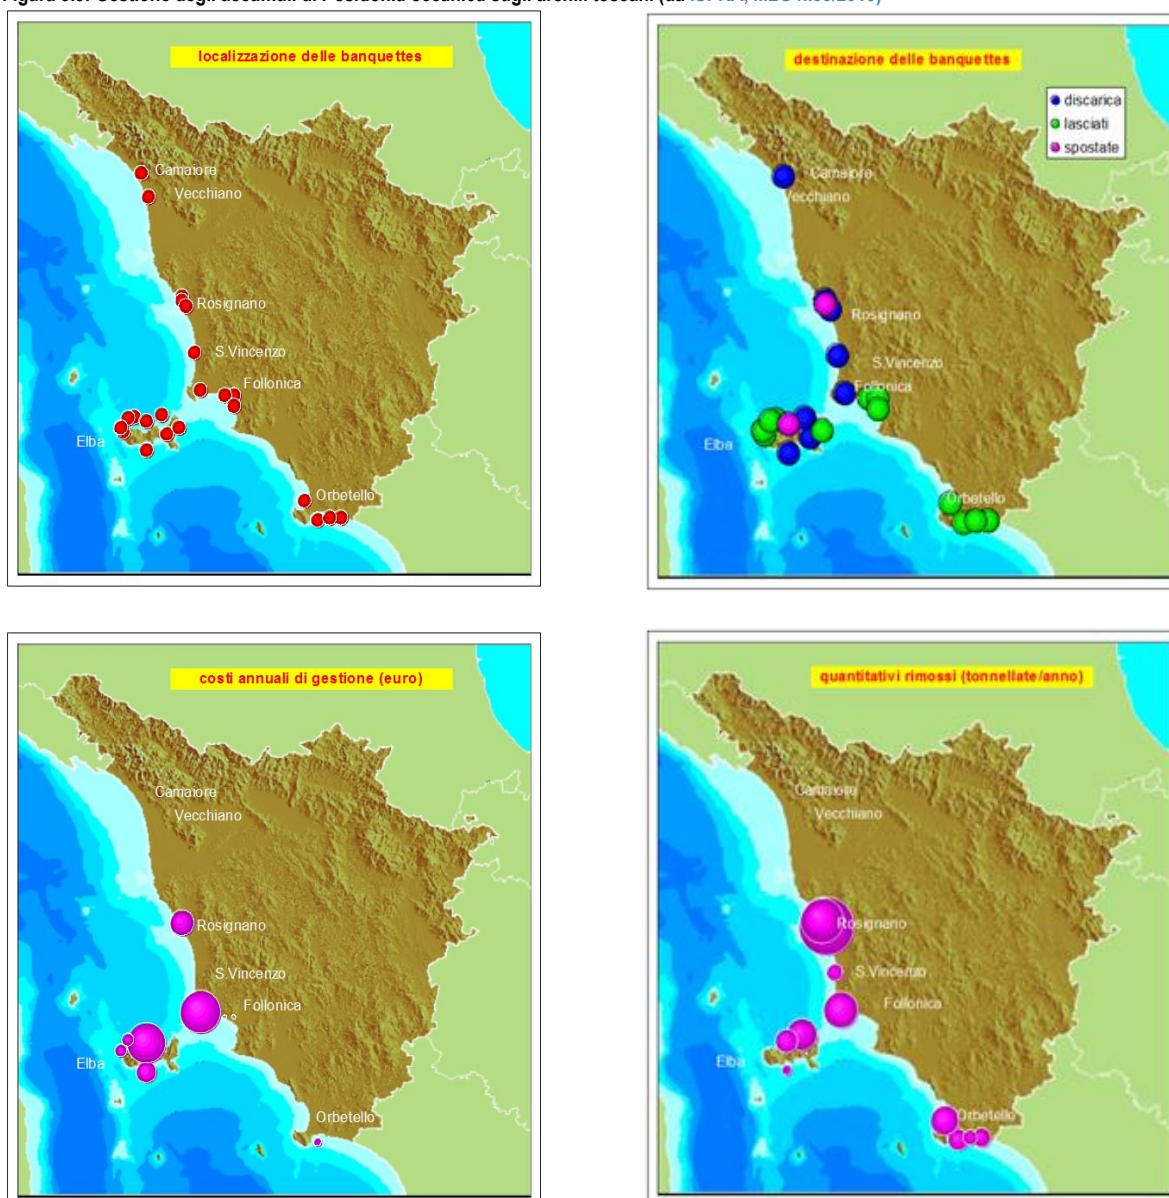 localizzazione delle banquettes
Camaiore
Vecchiano
Rosignano
S.Vincenzo
Follonica
Elba
Orbetello
destinazione delle banquettes
discarica
lasciati
spostate
Camaiore
Vecchiano
Rosignano
S.Vincenzo
Follonica
Elba
Orbetello
costi annuali di gestione (euro)
Camaiore
Vecchiano
Rosignano
S.Vincenzo
Follonica
Elba
Orbetello
quantitativi rimossi (tonnellate/anno)
Camaiore
Vecchiano
Rosignano
S.Vincenzo
Follonica
Elba
Orbetello